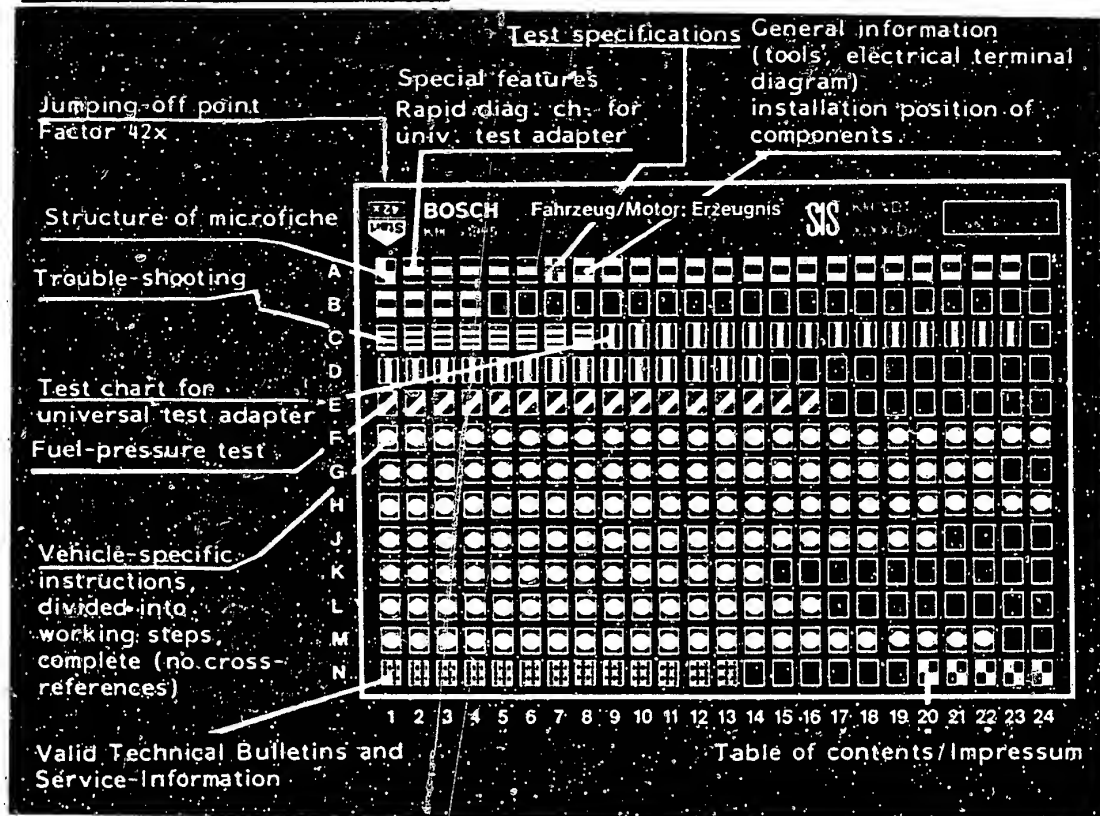 Test specifications
General information
(tools, electrical terminal
diagram)
installation position of
components
Special features
Rapid diag. ch. for
univ. test adapter
Jumping-off point
Factor 42x
Structure of microfiche
Trouble-shooting
Test chart for
universal test adapter
Fuel-pressure test
Vehicle-specific
instructions,
divided into
working steps,
complete (no cross-
references)
Valid Technical Bulletins and
Service-Information
Start
42x
BOSCH
Fahrzeug/Motor: Erzeugnis
SIS
A
B
C
D
E
F
G
H
J
K
L
M
N
1 2 3 4 5 6 7 8 9 10 11 12 13 14 15 16 17 18 19 20 21 22 23 24
Table of contents/Impressum